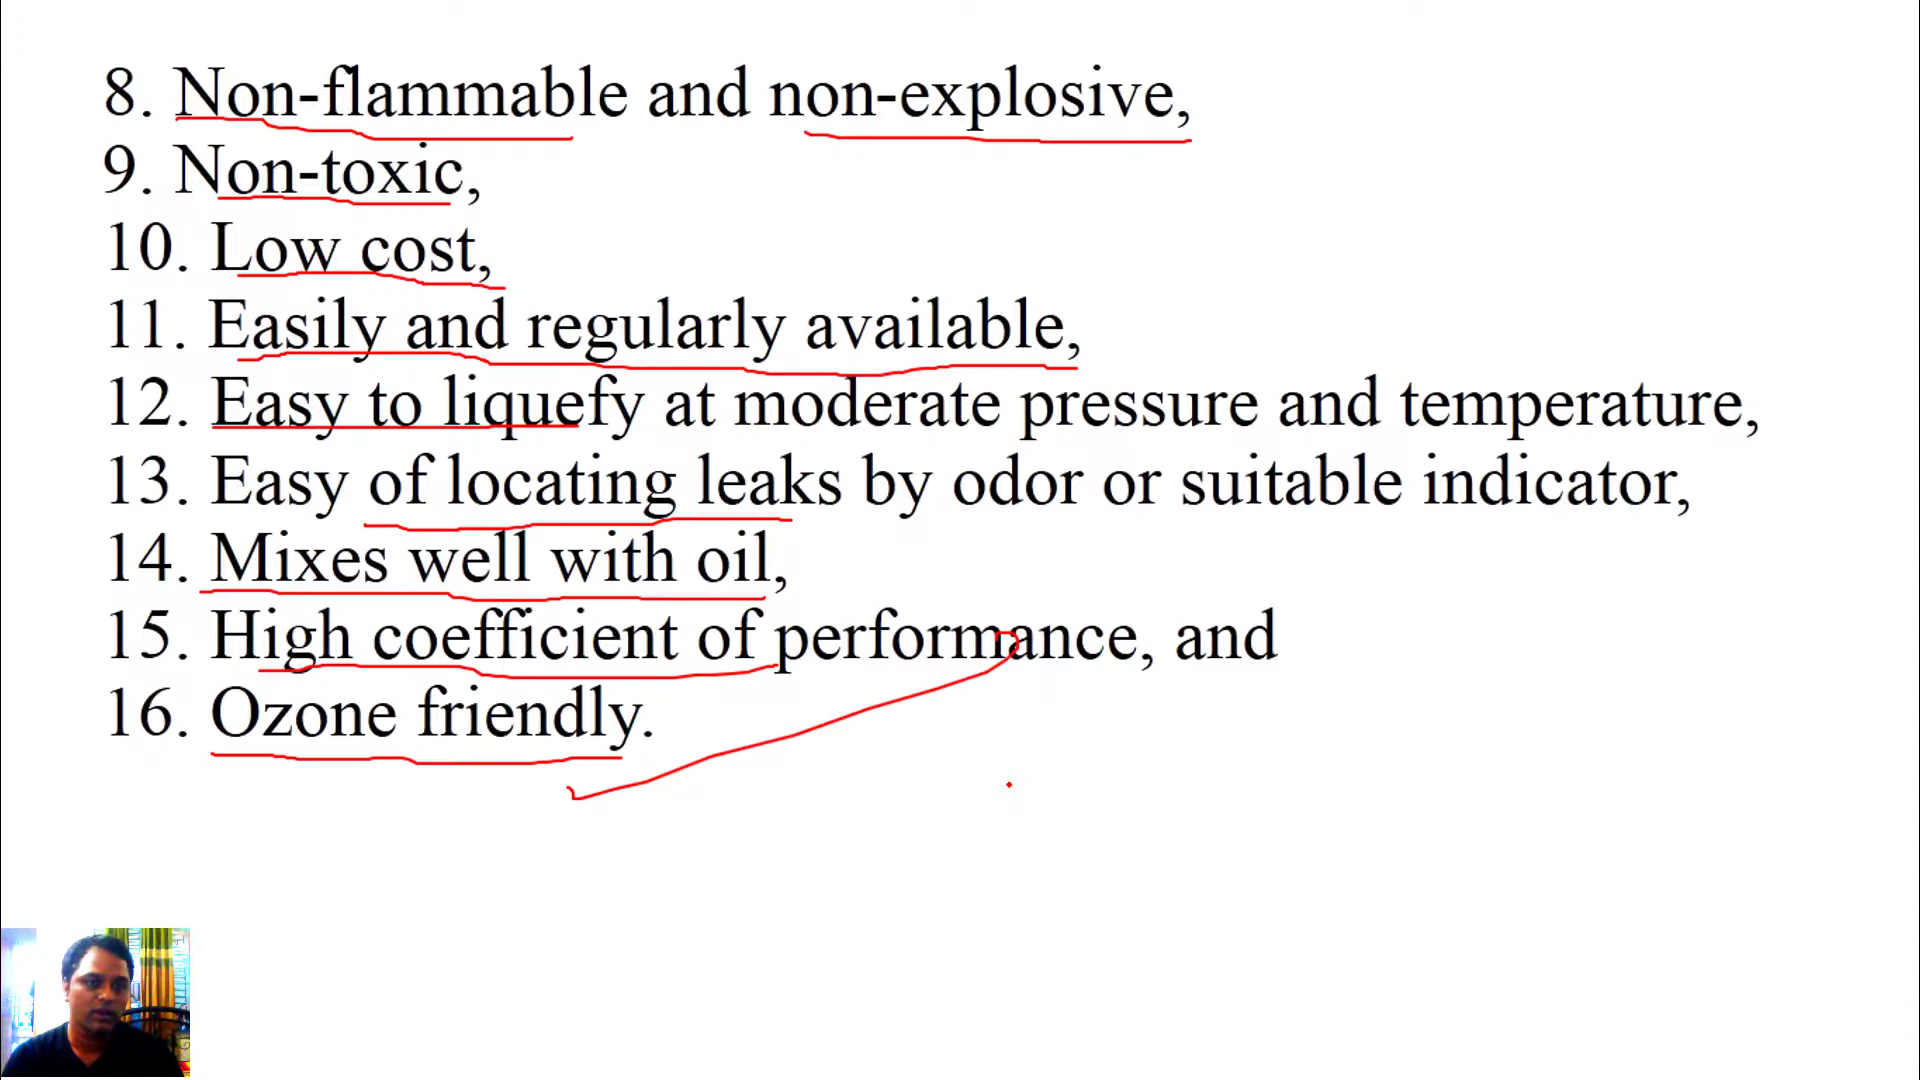 8. Non-flammable and non-explosive,
9. Non-toxic,
10. Low cost,
11. Easily and regularly available,
12. Easy to liquefy at moderate pressure and temperature,
13. Easy of locating leaks by odor or suitable indicator,
14. Mixes well with oil,
15. High coefficient of performance, and
16. Ozone friendly.